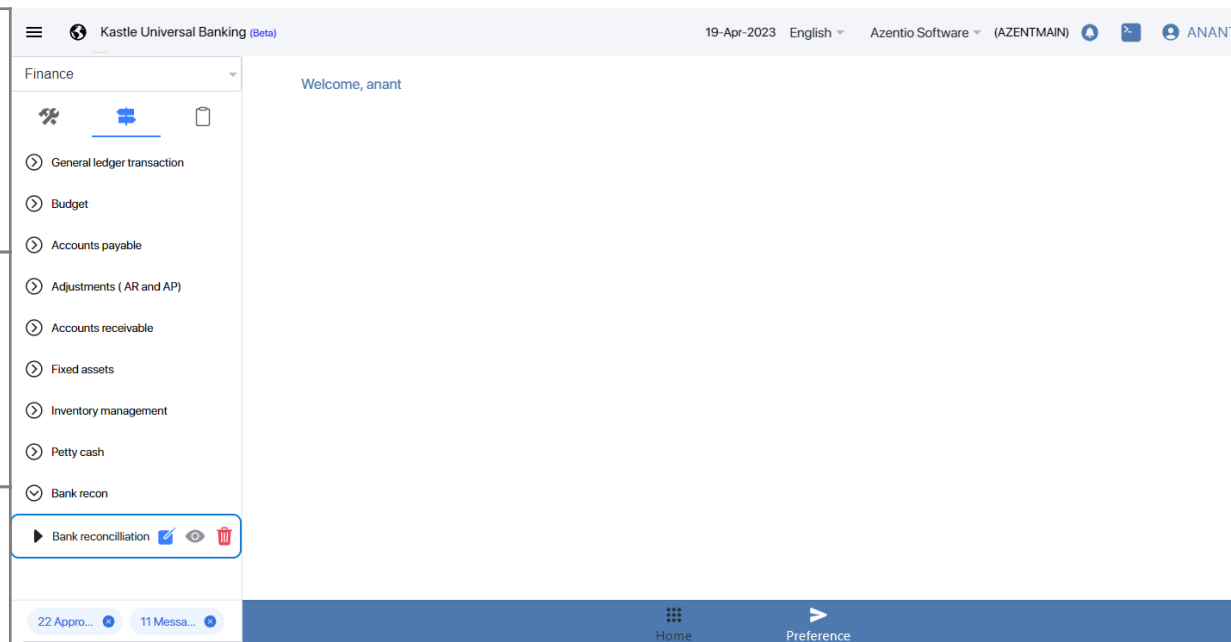 Kastle Universal Banking (Beta)
19-Apr-2023 English Azentio Software (AZENTMAIN) ANANT
Finance
Welcome, anant
General ledger transaction
Budget
Accounts payable
Adjustments ( AR and AP)
Accounts receivable
Fixed assets
Inventory management
Petty cash
Bank recon
Bank reconcilliation
22 Appro... 11 Messa...
Home
Preference